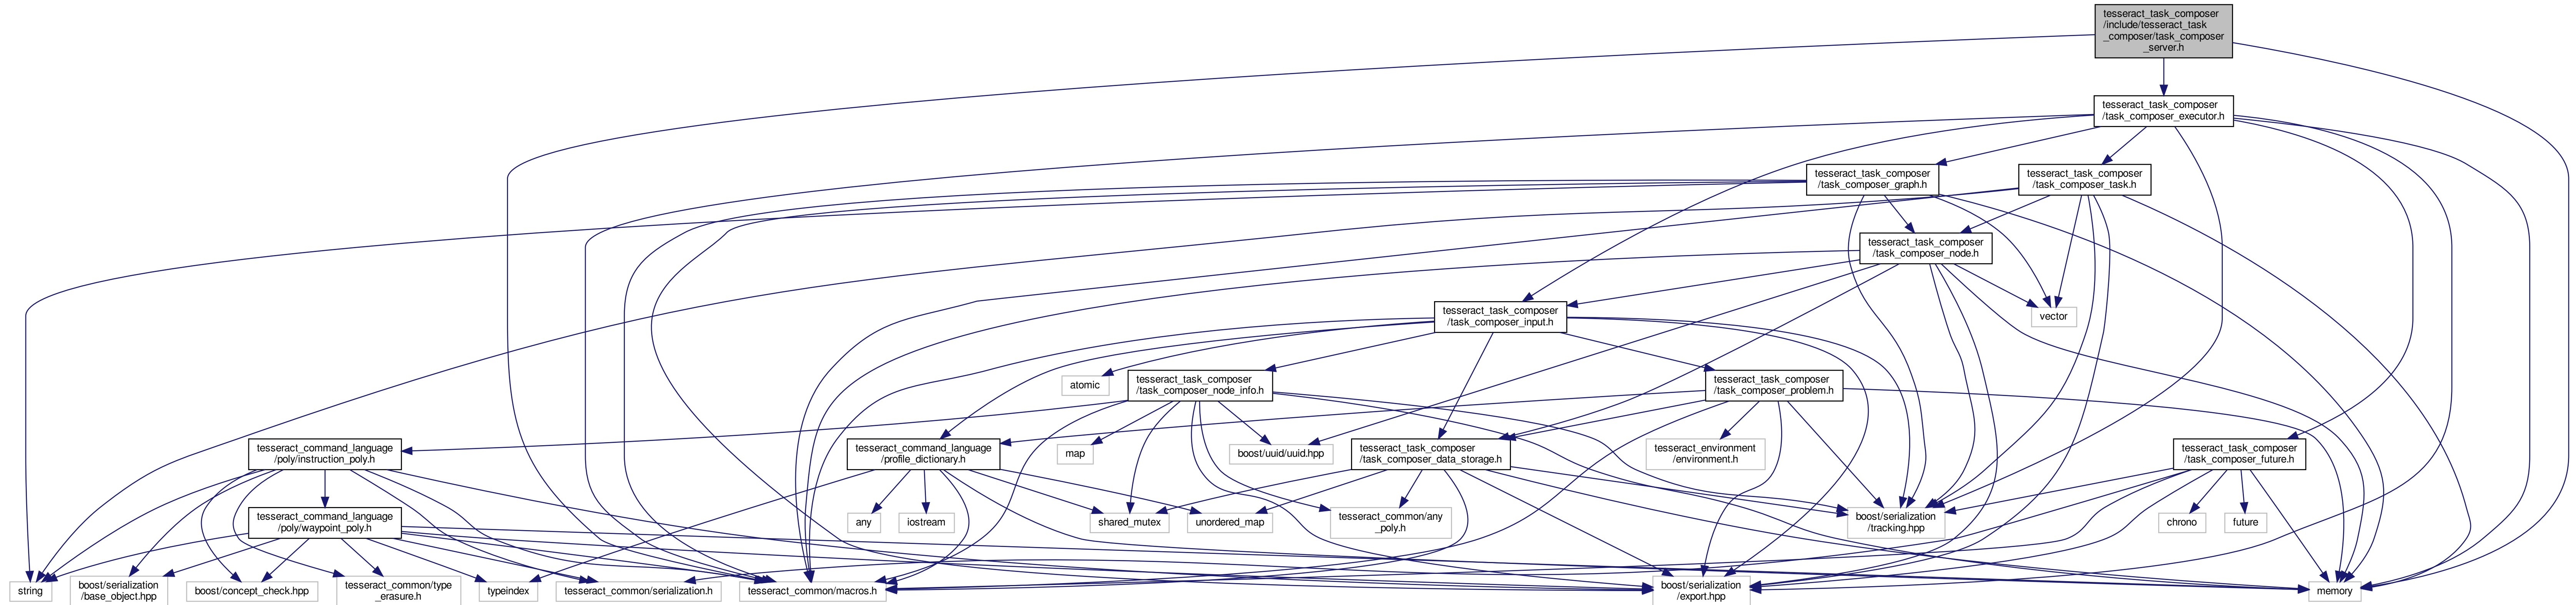 tesseract_task_composer
/include/tesseract_task
_composer/task_composer
_server.h
tesseract_task_composer
/task_composer_executor.h
tesseract_task_composer
/task_composer_graph.h
tesseract_task_composer
/task_composer_task.h
tesseract_task_composer
/task_composer_node.h
tesseract_task_composer
/task_composer_input.h
vector
atomic
tesseract_task_composer
/task_composer_node_info.h
tesseract_task_composer
/task_composer_problem.h
tesseract_command_language
/poly/instruction_poly.h
tesseract_command_language
/profile_dictionary.h
map
boost/uuid/uuid.hpp
tesseract_task_composer
/task_composer_data_storage.h
tesseract_environment
/environment.h
tesseract_task_composer
/task_composer_future.h
tesseract_command_language
/poly/waypoint_poly.h
any
iostream
shared_mutex
unordered_map
tesseract_common/any
_poly.h
boost/serialization
/tracking.hpp
chrono
future
string
boost/serialization
/base_object.hpp
boost/concept_check.hpp
tesseract_common/type
_erasure.h
typeindex
tesseract_common/serialization.h
tesseract_common/macros.h
boost/serialization
/export.hpp
memory